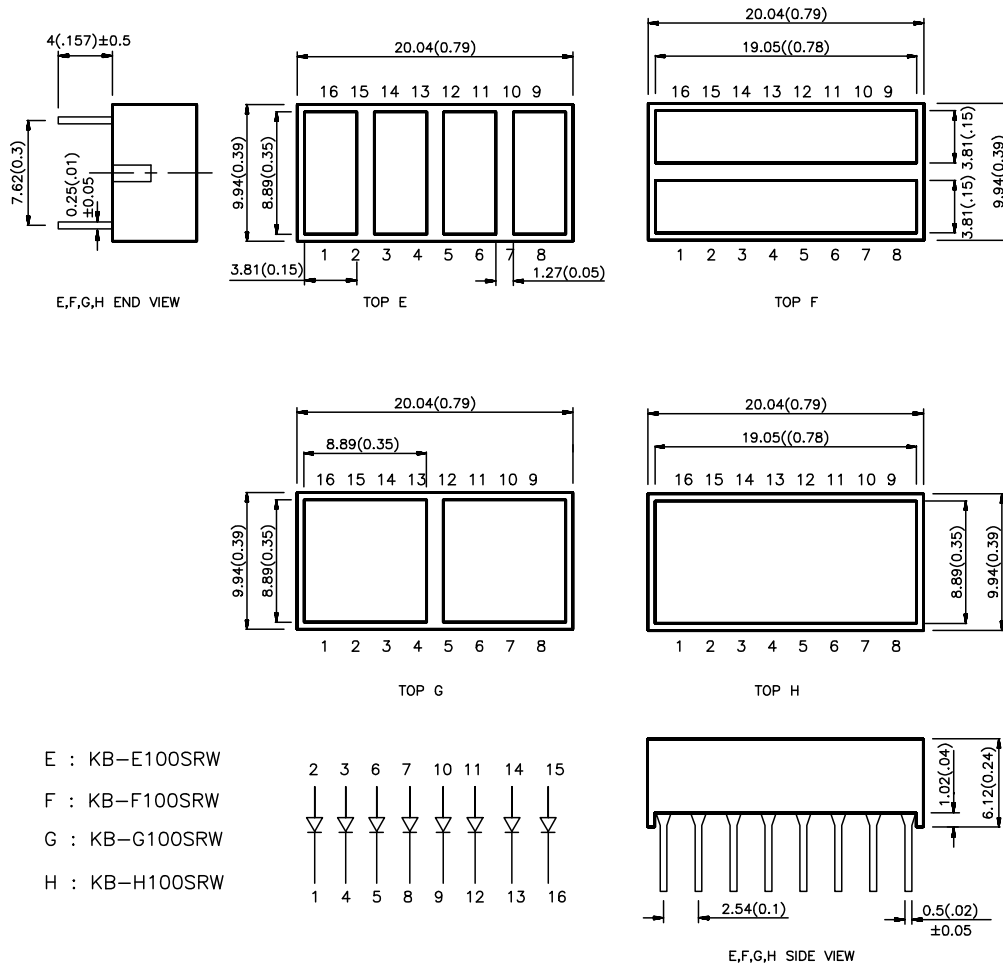 4(.157)±0.5
7.62(0.3)
0.25(.01)
±0.05
E,F,G,H END VIEW
20.04(0.79)
16 15 14 13 12 11 10 9
9.94(0.39)
8.89(0.35)
1 2 3 4 5 6 7 8
3.81(0.15)
1.27(0.05)
TOP E
20.04(0.79)
19.05((0.78)
16 15 14 13 12 11 10 9
3.81(.15)
3.81(.15)
9.94(0.39)
1 2 3 4 5 6 7 8
TOP F
20.04(0.79)
8.89(0.35)
16 15 14 13 12 11 10 9
9.94(0.39)
8.89(0.35)
1 2 3 4 5 6 7 8
TOP G
20.04(0.79)
19.05((0.78)
16 15 14 13 12 11 10 9
8.89(0.35)
9.94(0.39)
1 2 3 4 5 6 7 8
TOP H
E : KB-E100SRW
F : KB-F100SRW
G : KB-G100SRW
H : KB-H100SRW
2 3 6 7 10 11 14 15
1 4 5 8 9 12 13 16
1.02(.04)
6.12(0.24)
2.54(0.1)
0.5(.02)
±0.05
E,F,G,H SIDE VIEW